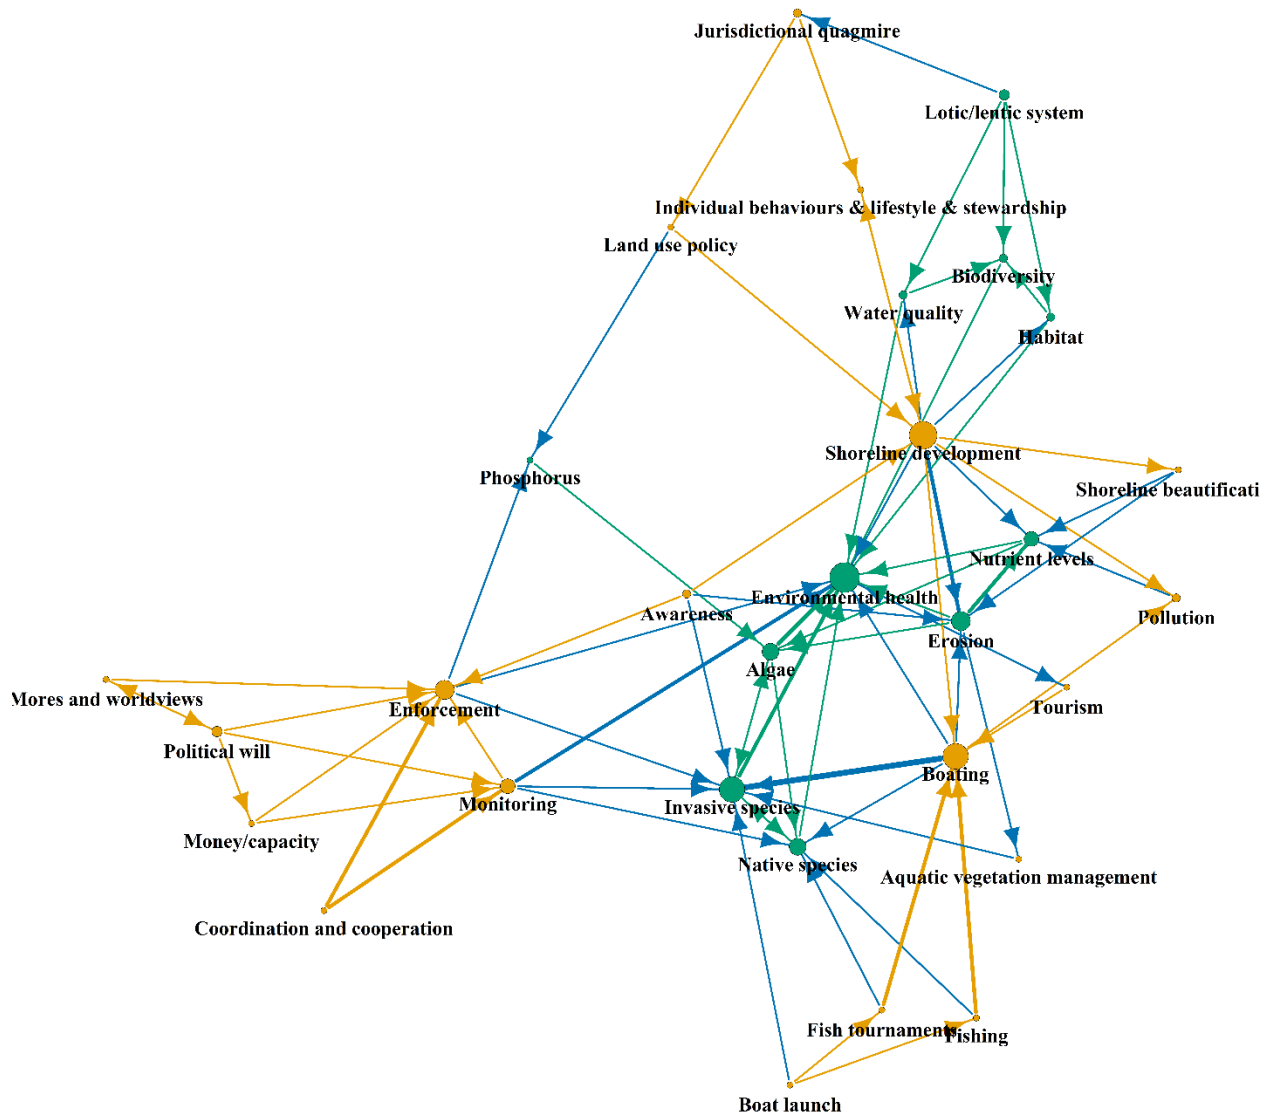 Jurisdictional quagmire
Lotic/lentic system
Individual behaviours & lifestyle & stewardship
Land use policy
Biodiversity
Water quality
Habitat
Shoreline development
Phosphorus
Shoreline beautificati
Nutrient levels
Environmental health
Awareness
Pollution
Erosion
Algae
Mores and worldviews
Tourism
Enforcement
Political will
Boating
Monitoring
Invasive species
Money/capacity
Native species
Aquatic vegetation management
Coordination and cooperation
Fish tournaments
Fishing
Boat launch